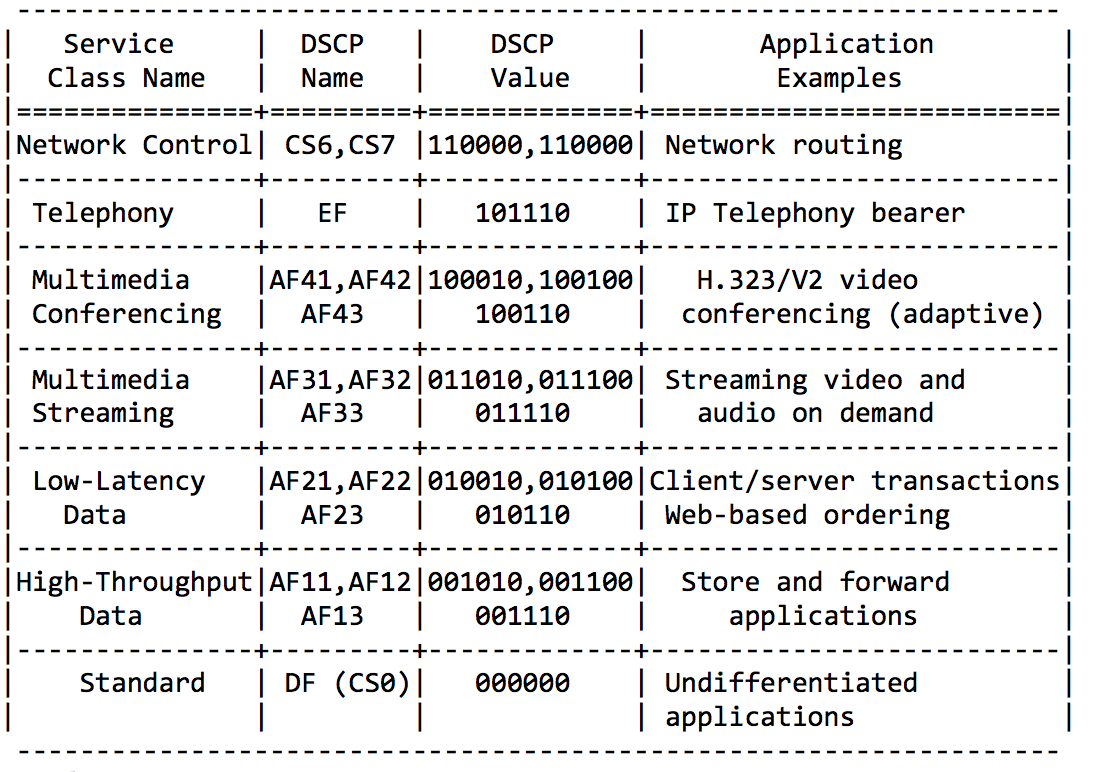 ---------------------------------------------------------------
|   Service     |  DSCP   |    DSCP     |       Application        |
|  Class Name   |  Name   |    Value    |        Examples          |
|===============+=========+=============+==========================|
|Network Control| CS6,CS7 |110000,110000| Network routing          |
|---------------+---------+-------------+--------------------------|
| Telephony     |   EF    |   101110    | IP Telephony bearer      |
|---------------+---------+-------------+--------------------------|
| Multimedia    |AF41,AF42|100010,100100|   H.323/V2 video         |
| Conferencing  |  AF43   |   100110    |  conferencing (adaptive) |
|---------------+---------+-------------+--------------------------|
| Multimedia    |AF31,AF32|011010,011100| Streaming video and      |
| Streaming     |  AF33   |   011110    |   audio on demand        |
|---------------+---------+-------------+--------------------------|
| Low-Latency   |AF21,AF22|010010,010100|Client/server transactions|
|   Data        |  AF23   |   010110    | Web-based ordering       |
|---------------+---------+-------------+--------------------------|
|High-Throughput|AF11,AF12|001010,001100|  Store and forward       |
|    Data       |  AF13   |   001110    |     applications         |
|---------------+---------+-------------+--------------------------|
|    Standard   | DF (CS0)|   000000    | Undifferentiated         |
|               |         |             | applications             |
---------------------------------------------------------------